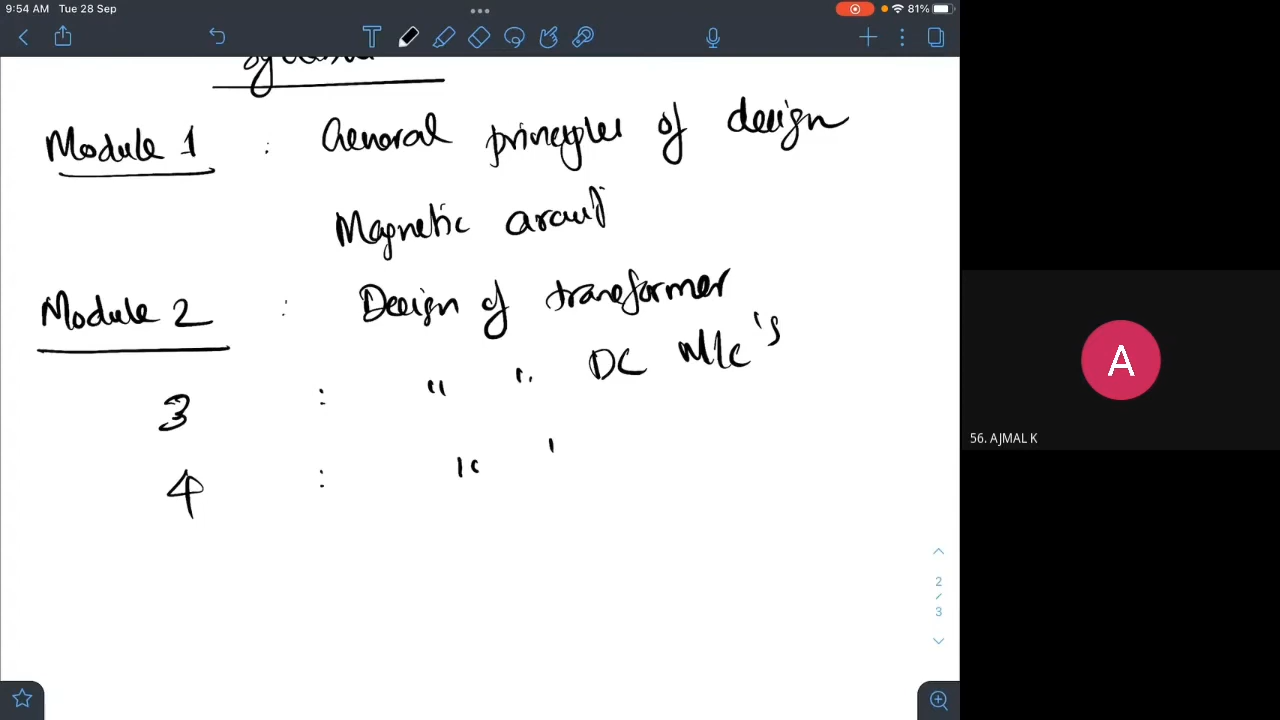 9:54 AM Tue 28 Sep
81%
T
Syllabus
Module 1 : General principles of design
Magnetic circuit
Module 2 : Design of transformer
3 : " " DC M/c's
4 : " '
A
56. AJMAL K
2
/
3